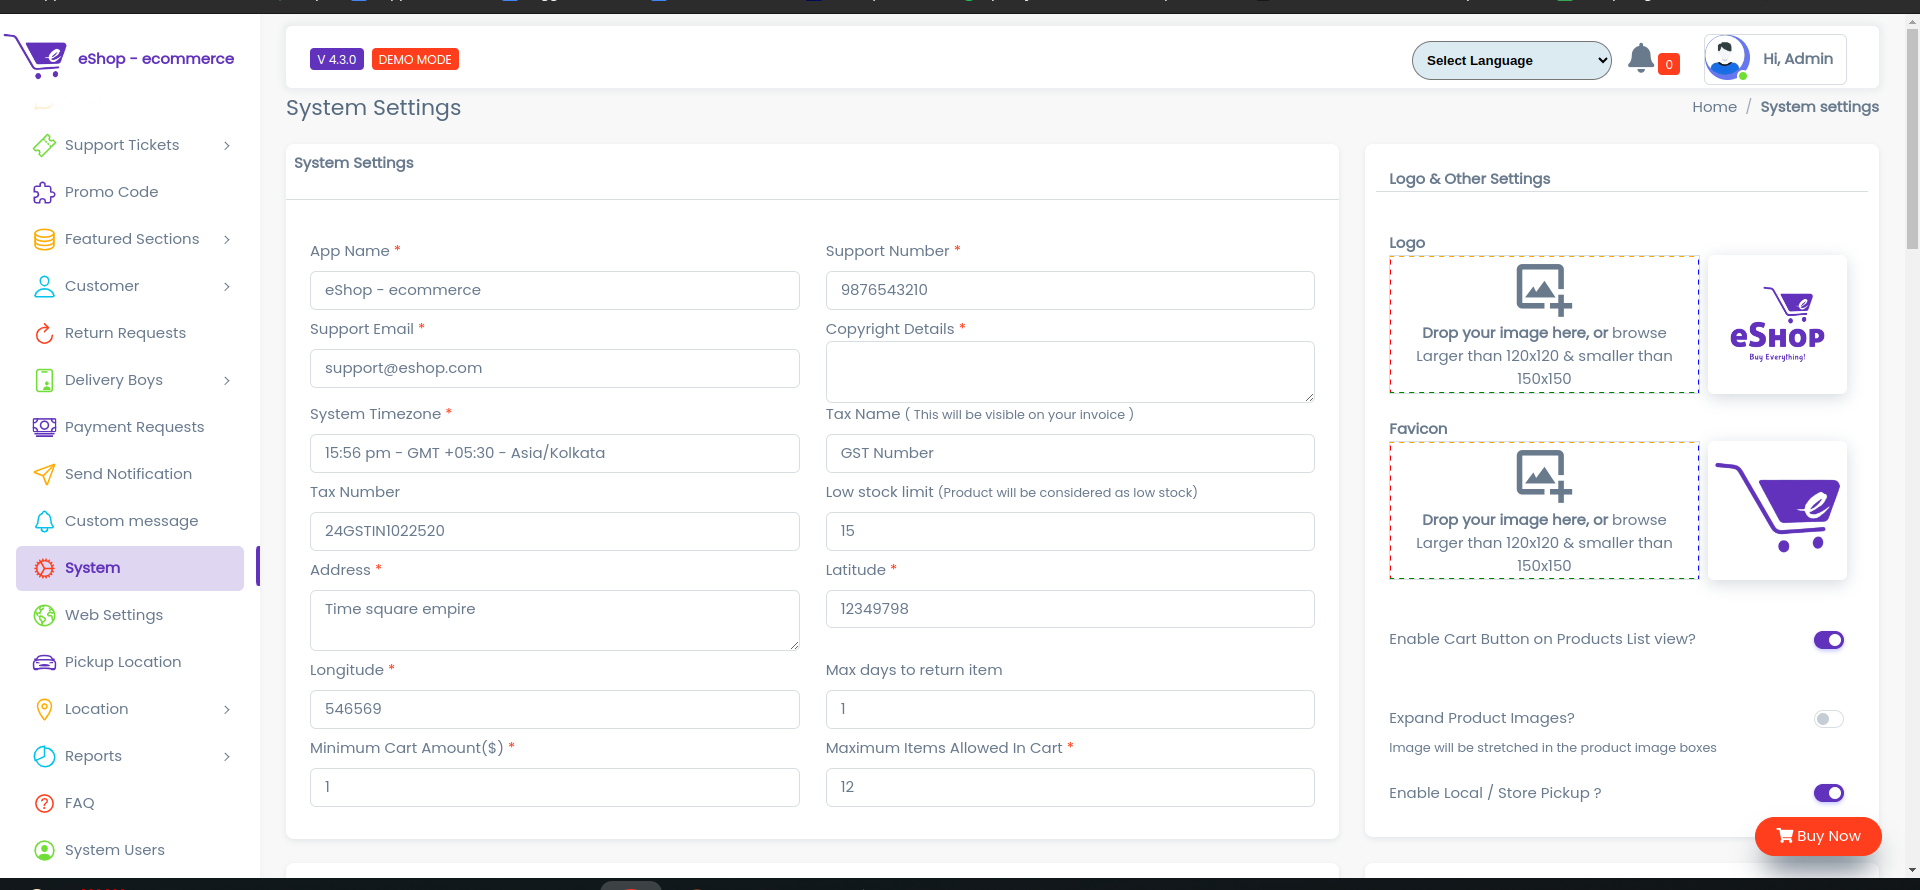 eShop - ecommerce
V 4.3.0
DEMO MODE
Select Language
0
Hi, Admin
System Settings
Home / System settings
Support Tickets
Promo Code
Featured Sections
Customer
Return Requests
Delivery Boys
Payment Requests
Send Notification
Custom message
System
Web Settings
Pickup Location
Location
Reports
FAQ
System Users
System Settings
App Name *
eShop - ecommerce
Support Number *
9876543210
Support Email *
support@eshop.com
Copyright Details *
System Timezone *
15:56 pm - GMT +05:30 - Asia/Kolkata
Tax Name ( This will be visible on your invoice )
GST Number
Tax Number
24GSTIN1022520
Low stock limit (Product will be considered as low stock)
15
Address *
Time square empire
Latitude *
12349798
Longitude *
546569
Max days to return item
1
Minimum Cart Amount($) *
1
Maximum Items Allowed In Cart *
12
Logo & Other Settings
Logo
Drop your image here, or browse
Larger than 120x120 & smaller than
150x150
eSHOP
Buy Everything!
Favicon
Drop your image here, or browse
Larger than 120x120 & smaller than
150x150
Enable Cart Button on Products List view?
Expand Product Images?
Image will be stretched in the product image boxes
Enable Local / Store Pickup ?
Buy Now